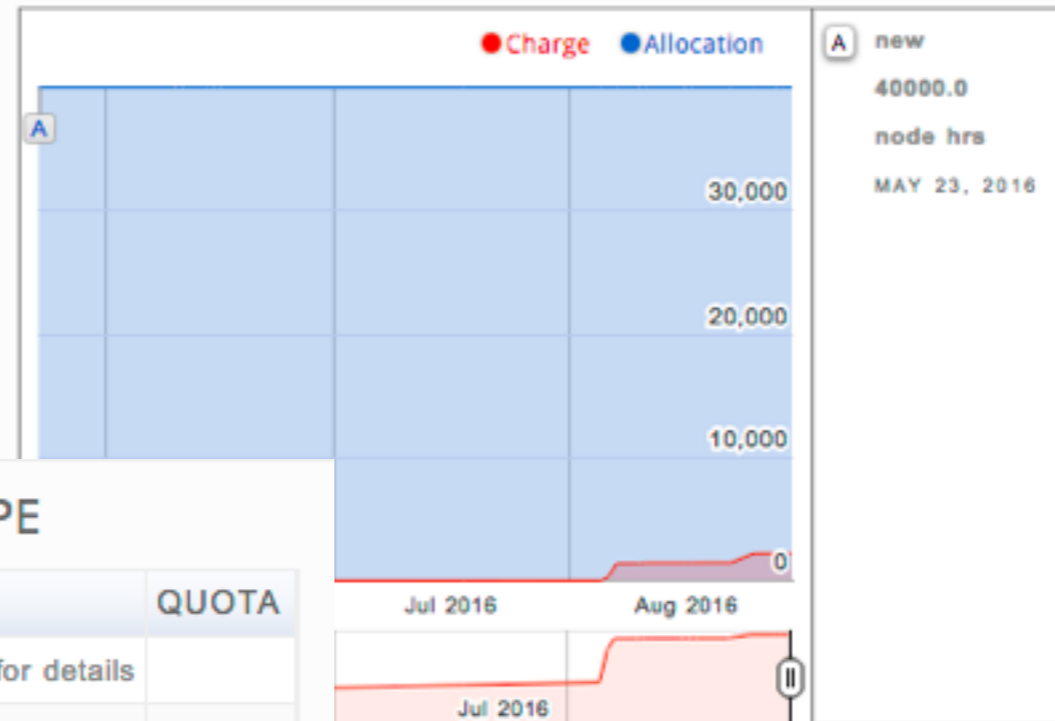 Charge Allocation
A
30,000
20,000
10,000
0
Jul 2016 Aug 2016
Jul 2016
A new
40000.0
node hrs
MAY 23, 2016
PE
QUOTA
for details